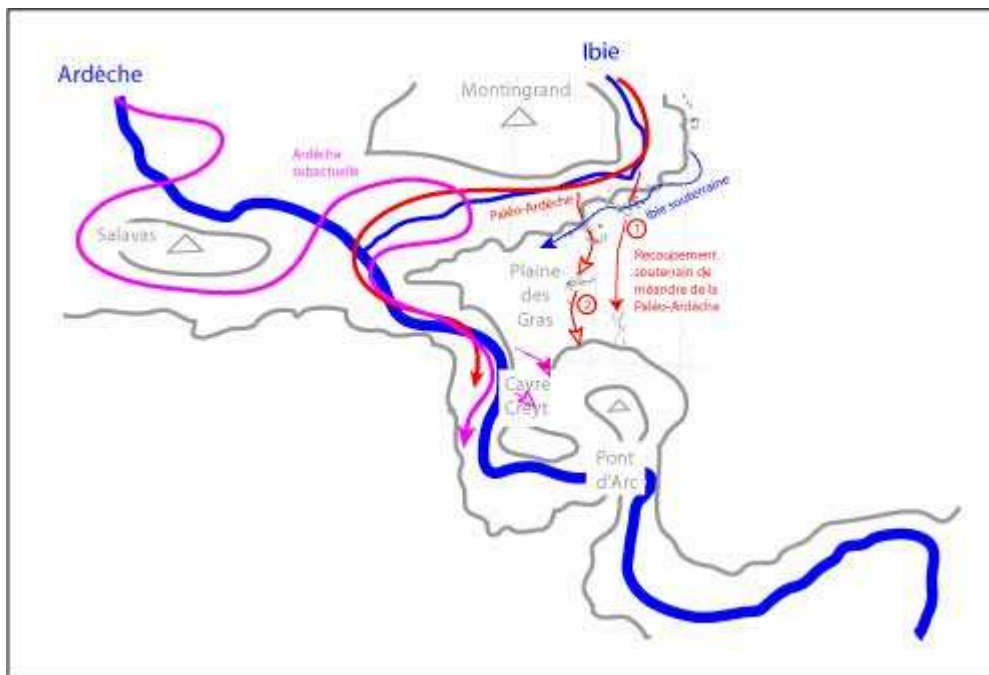 Ibie
Ardèche
Montingrand
Ardèche
subactuelle
Paléo-Ardèche
Ibie souterraine
Salavas
1
Recoupement
souterrain de
méandre de la
Paléo-Ardèche
Plaine
des
Gras
2
Cayre
Creyt
Pont
d'Arc